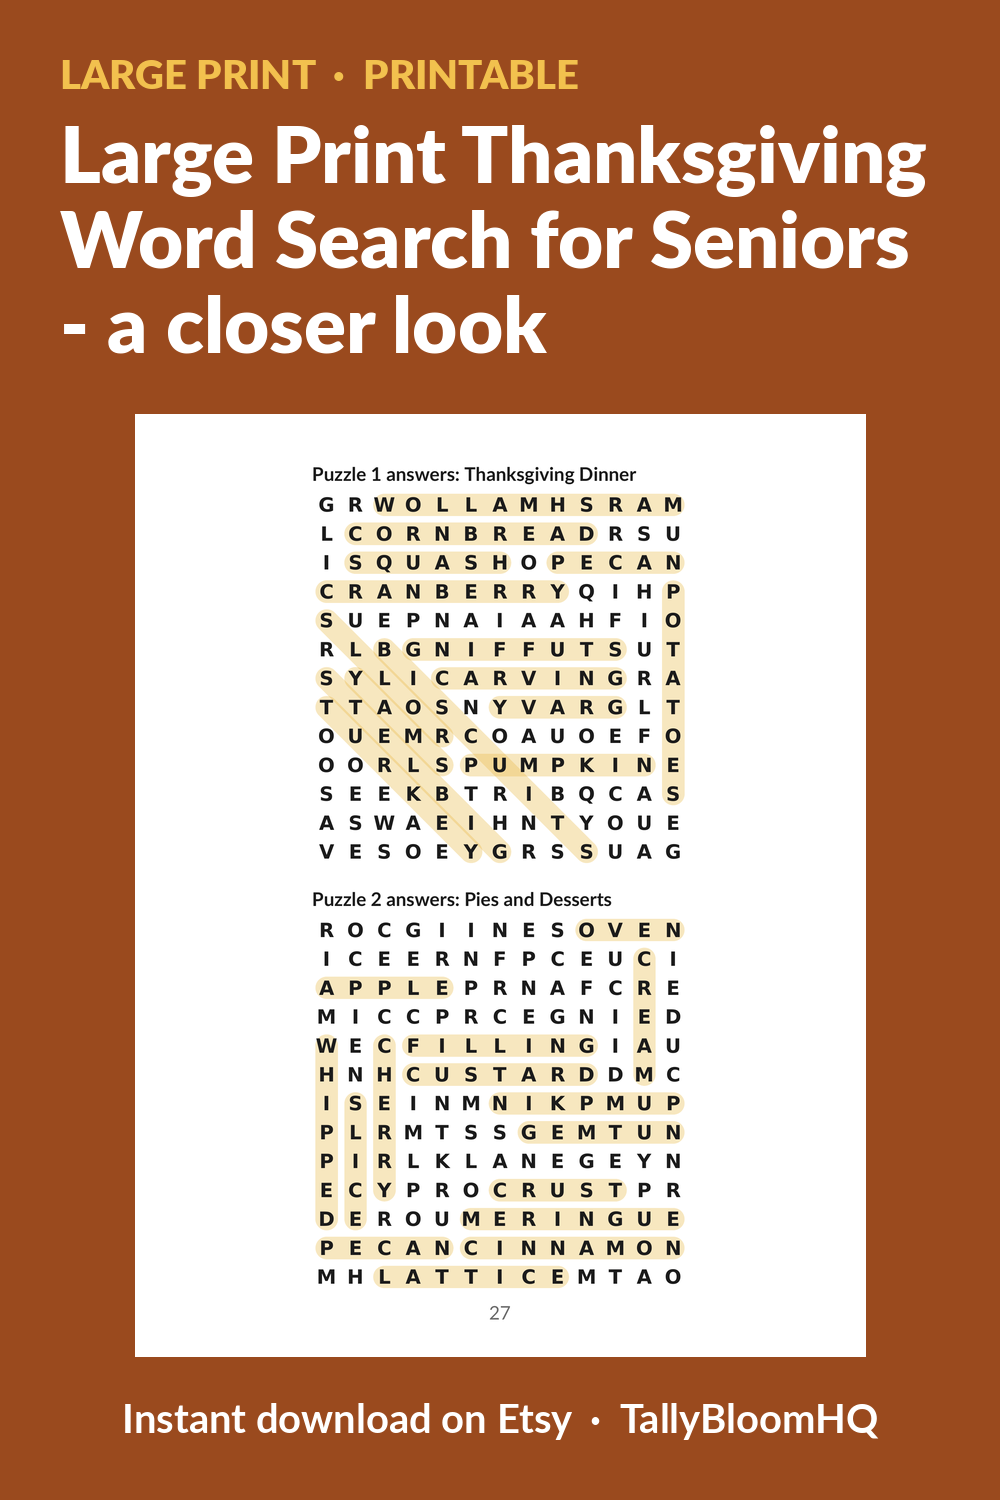 LARGE PRINT · PRINTABLE
Large Print Thanksgiving
Word Search for Seniors
- a closer look
Puzzle 1 answers: Thanksgiving Dinner
G R W O L L A M H S R A M
L C O R N B R E A D R S U
I S Q U A S H O P E C A N
C R A N B E R R Y Q I H P
S U E P N A I A A H F I O
R L B G N I F F U T S U T
S Y L I C A R V I N G R A
T T A O S N Y V A R G L T
O U E M R C O A U O E F O
O O R L S P U M P K I N E
S E E K B T R I B Q C A S
A S W A E I H N T Y O U E
V E S O E Y G R S S U A G
Puzzle 2 answers: Pies and Desserts
R O C G I I N E S O V E N
I C E E R N F P C E U C I
A P P L E P R N A F C R E
M I C C P R C E G N I E D
W E C F I L L I N G I A U
H N H C U S T A R D D M C
I S E I N M N I K P M U P
P L R M T S S G E M T U N
P I R L K L A N E G E Y N
E C Y P R O C R U S T P R
D E R O U M E R I N G U E
P E C A N C I N N A M O N
M H L A T T I C E M T A O
27
Instant download on Etsy · TallyBloomHQ